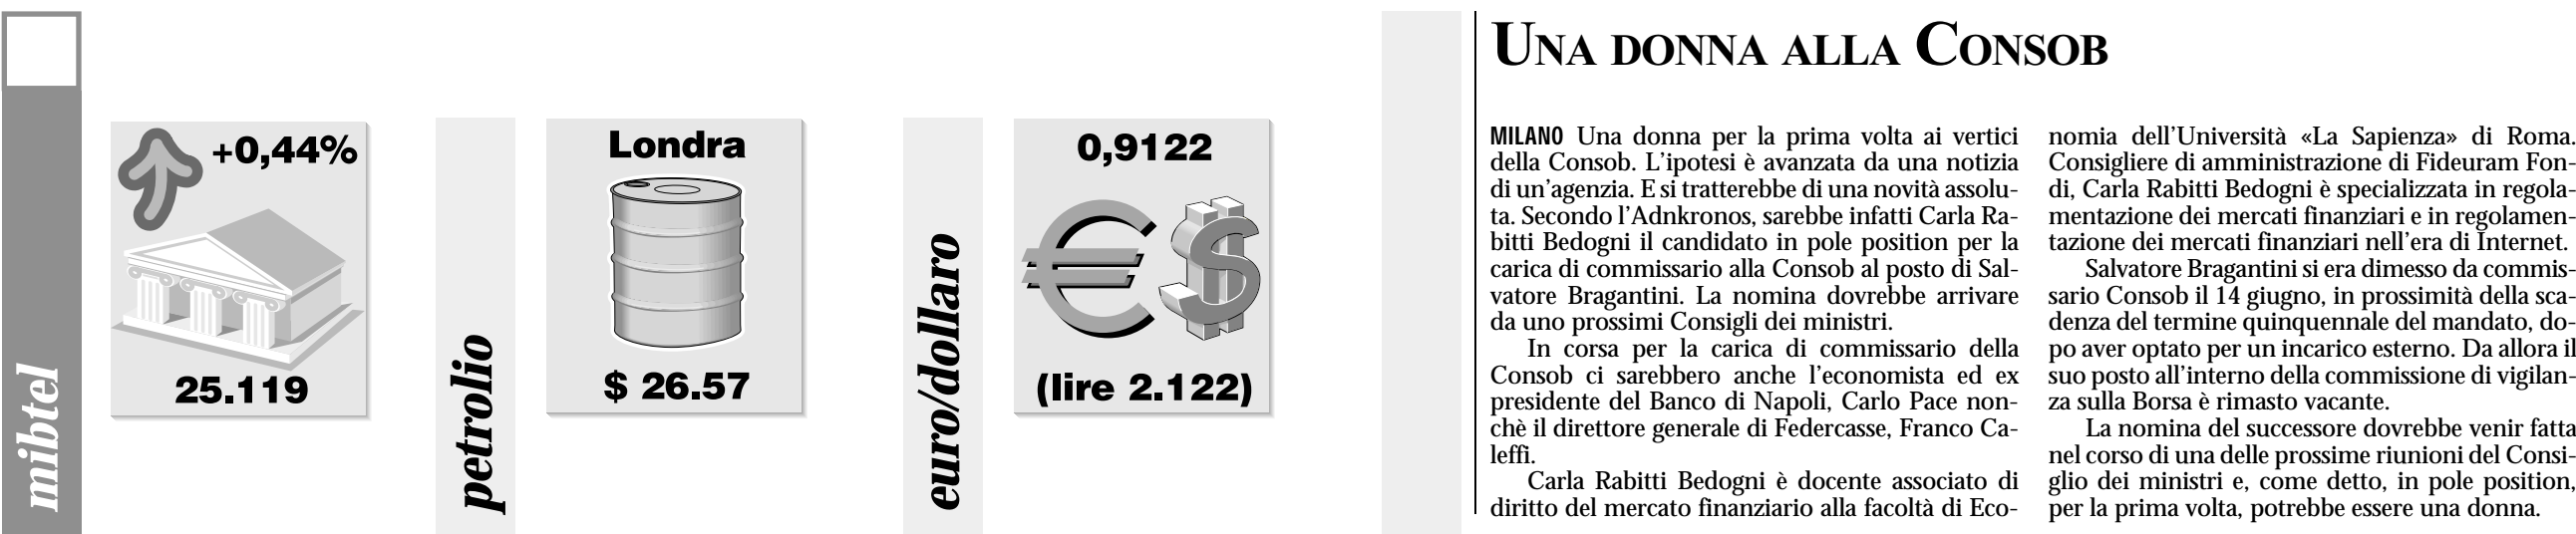 mibtel
+0,44%
25.119
petrolio
Londra
$ 26.57
euro/dollaro
0,9122
(lire 2.122)
UNA DONNA ALLA CONSOB
MILANO Una donna per la prima volta ai vertici
della Consob. L'ipotesi è avanzata da una notizia
di un'agenzia. E si tratterebbe di una novità assolu-
ta. Secondo l'Adnkronos, sarebbe infatti Carla Ra-
bitti Bedogni il candidato in pole position per la
carica di commissario alla Consob al posto di Sal-
vatore Bragantini. La nomina dovrebbe arrivare
da uno prossimi Consigli dei ministri.
In corsa per la carica di commissario della
Consob ci sarebbero anche l'economista ed ex
presidente del Banco di Napoli, Carlo Pace non-
chè il direttore generale di Federcasse, Franco Ca-
leffi.
Carla Rabitti Bedogni è docente associato di
diritto del mercato finanziario alla facoltà di Eco-
nomia dell'Università «La Sapienza» di Roma.
Consigliere di amministrazione di Fideuram Fon-
di, Carla Rabitti Bedogni è specializzata in regola-
mentazione dei mercati finanziari e in regolamen-
tazione dei mercati finanziari nell'era di Internet.
Salvatore Bragantini si era dimesso da commis-
sario Consob il 14 giugno, in prossimità della sca-
denza del termine quinquennale del mandato, do-
po aver optato per un incarico esterno. Da allora il
suo posto all'interno della commissione di vigilan-
za sulla Borsa è rimasto vacante.
La nomina del successore dovrebbe venir fatta
nel corso di una delle prossime riunioni del Consi-
glio dei ministri e, come detto, in pole position,
per la prima volta, potrebbe essere una donna.